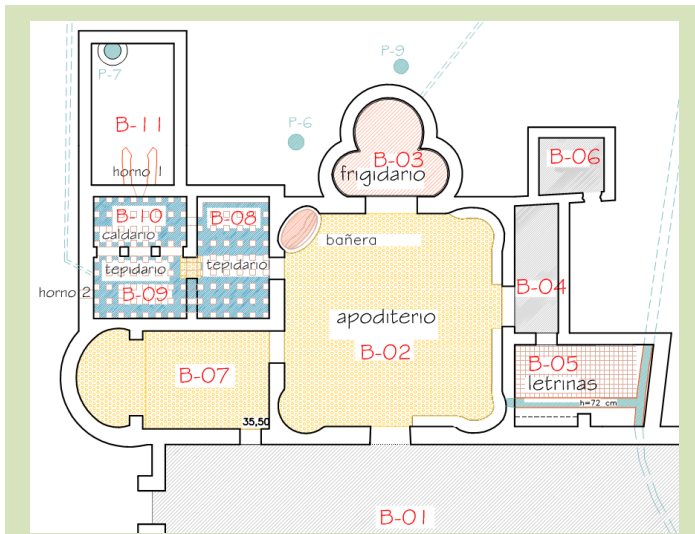 P-9
P-7
B-11
P-6
B-03
B-06
horno 1
frigidario
B-10
B-08
caldario
bañera
tepidario
tepidario
B-04
horno 2
B-09
apoditerio
B-02
B-05
B-07
letrinas
h=72 cm
35,50
B-01